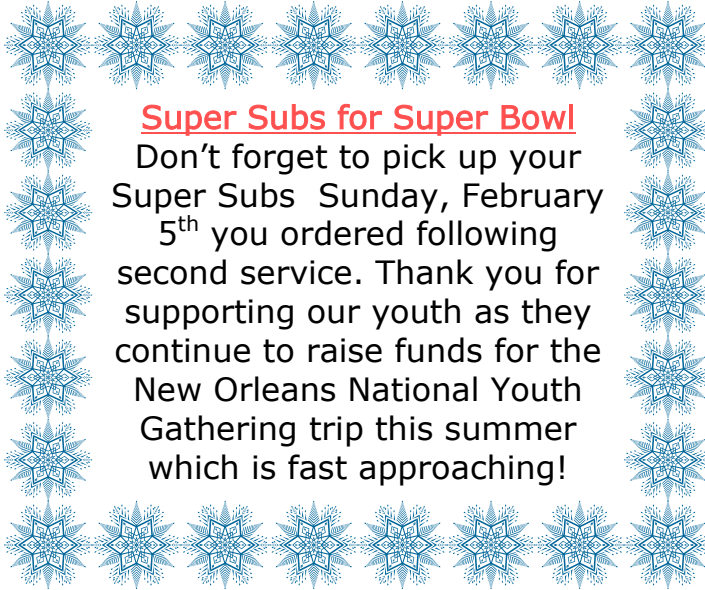 Super Subs for Super Bowl
Don’t forget to pick up your
Super Subs  Sunday, February
5th you ordered following
second service. Thank you for
supporting our youth as they
continue to raise funds for the
New Orleans National Youth
Gathering trip this summer
which is fast approaching!